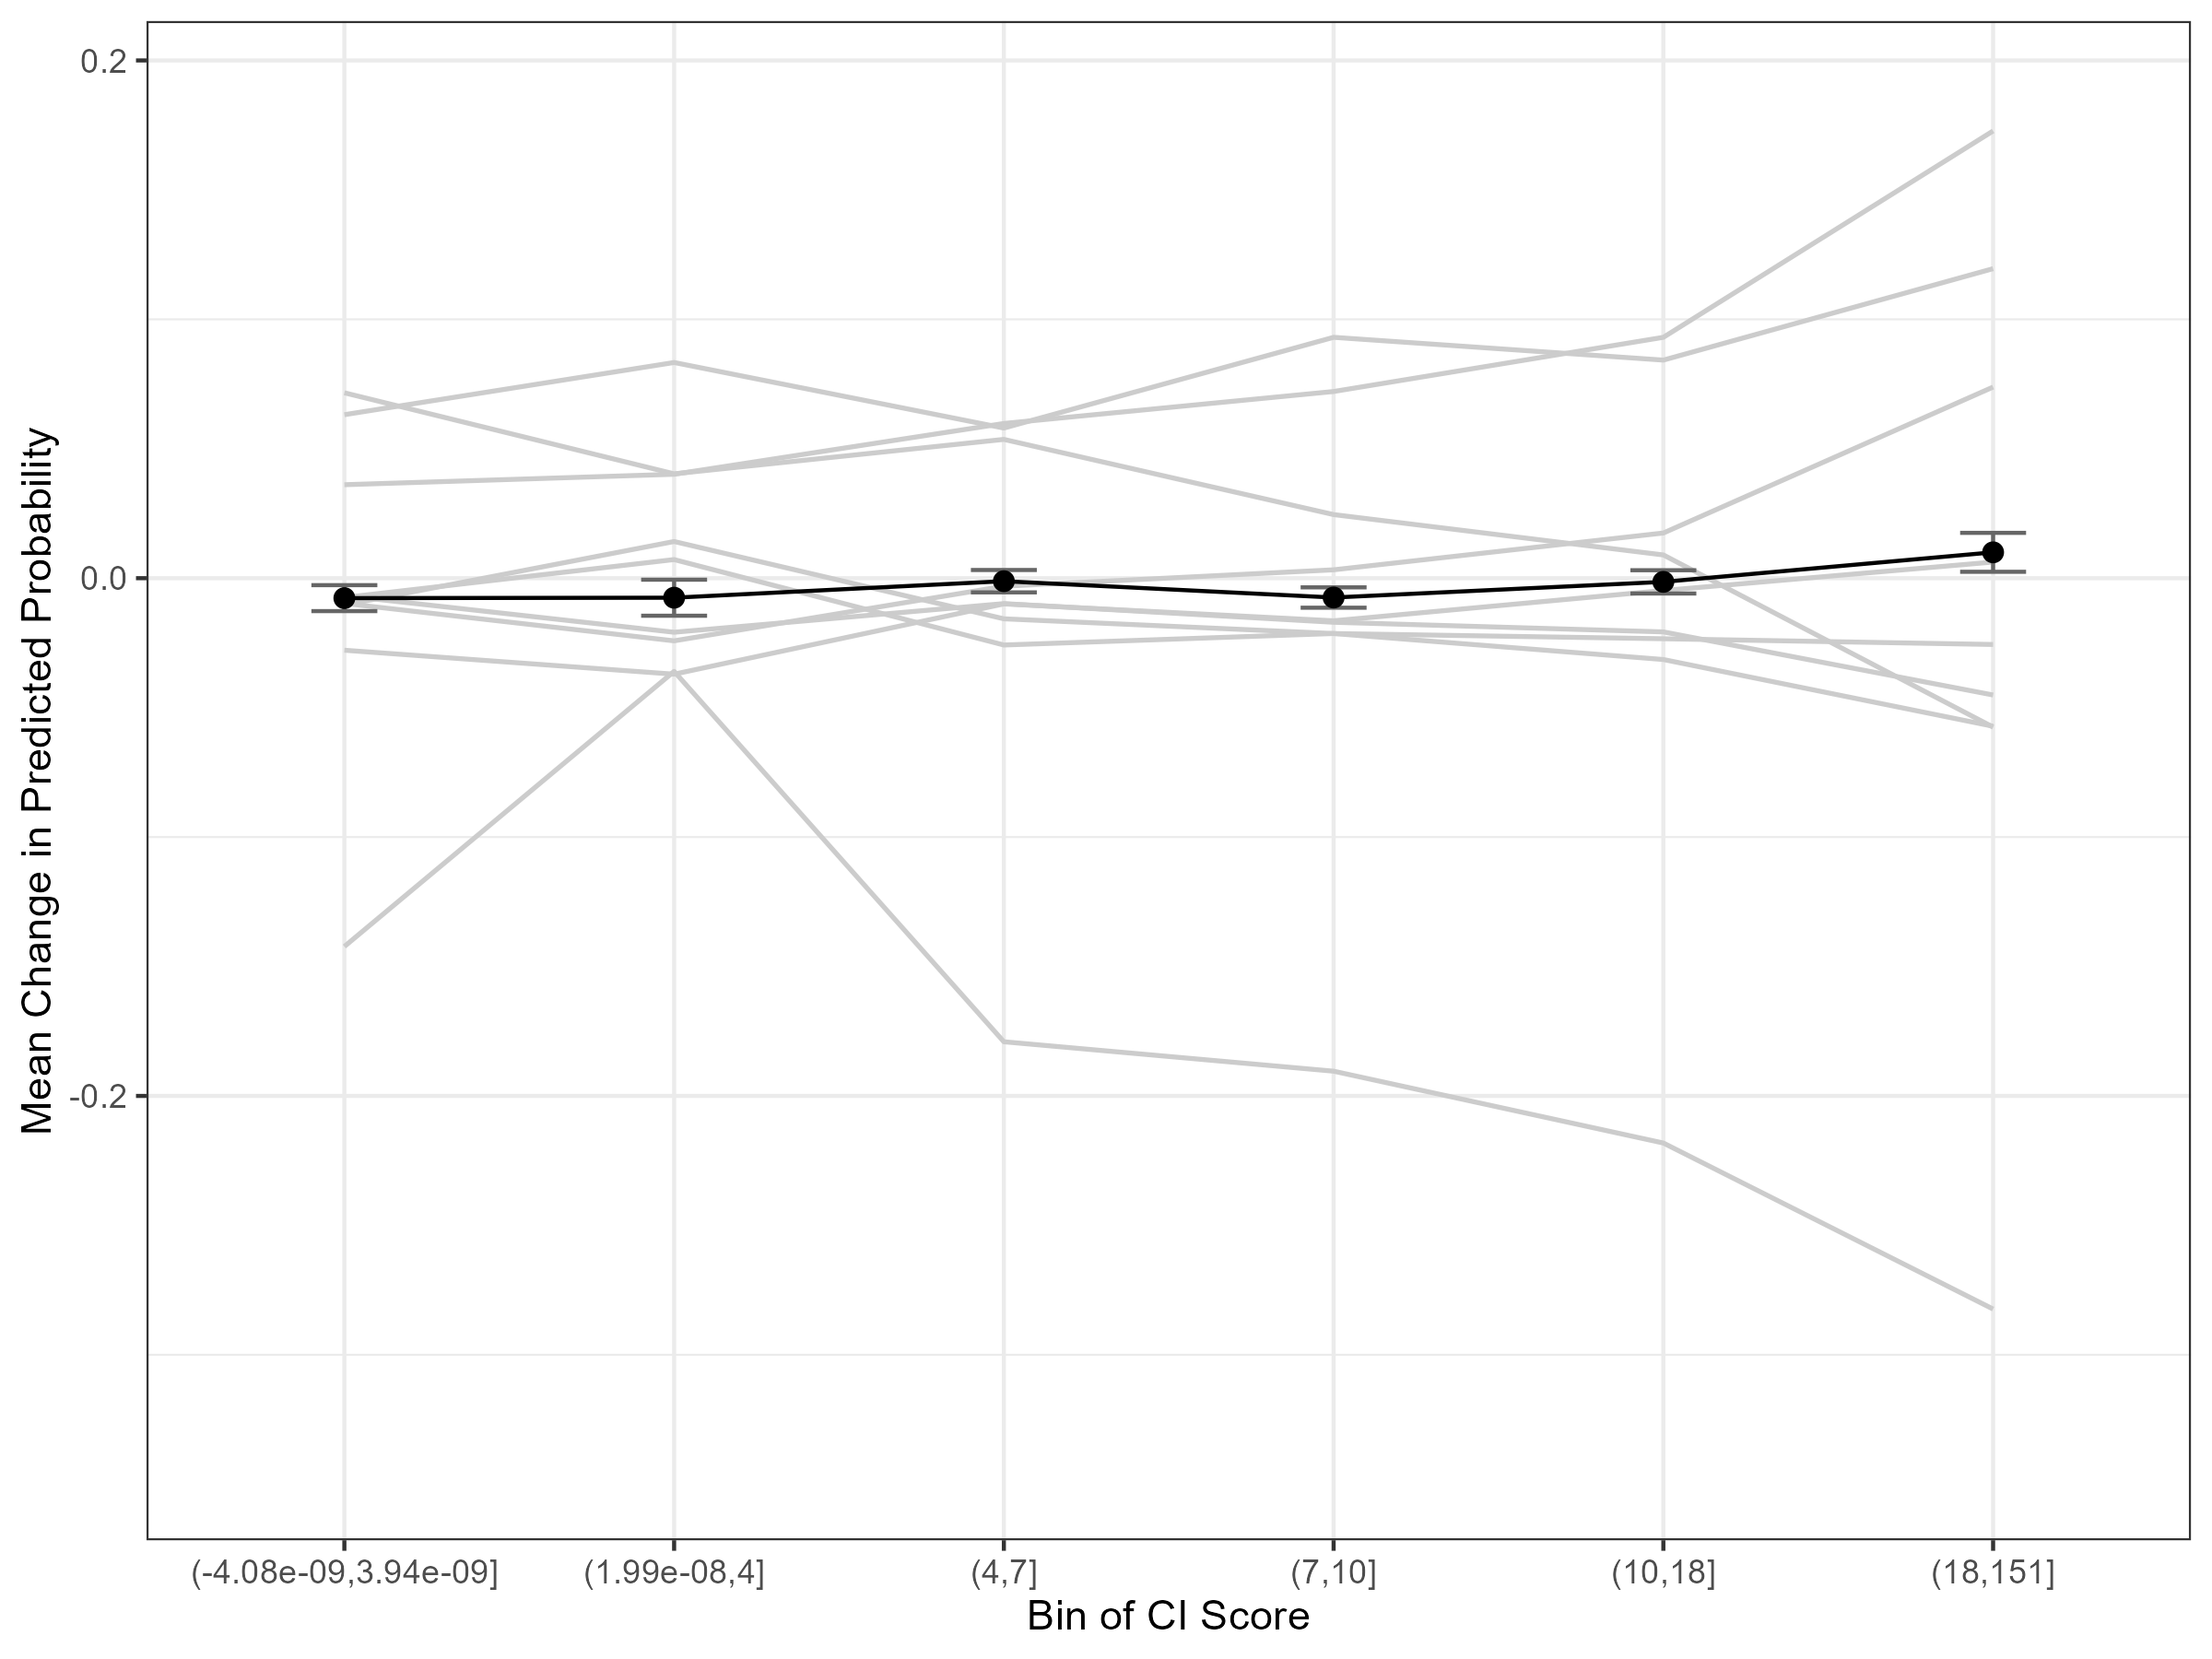 Mean Change in Predicted Probability
0.2
0.0
-0.2
(-4.08e-09,3.94e-09] (1.99e-08,4] (4,7] (7,10] (10,18] (18,151]
Bin of CI Score